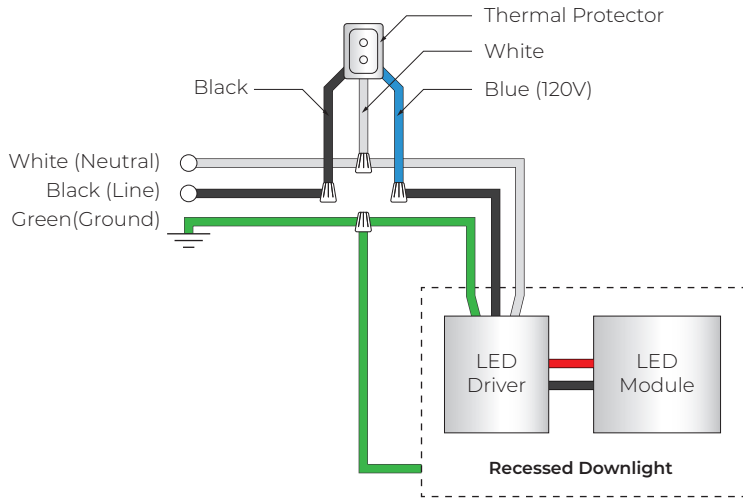 Thermal Protector
White
Black
Blue (120V)
White (Neutral)
Black (Line)
Green(Ground)
LED
Driver
LED
Module
Recessed Downlight